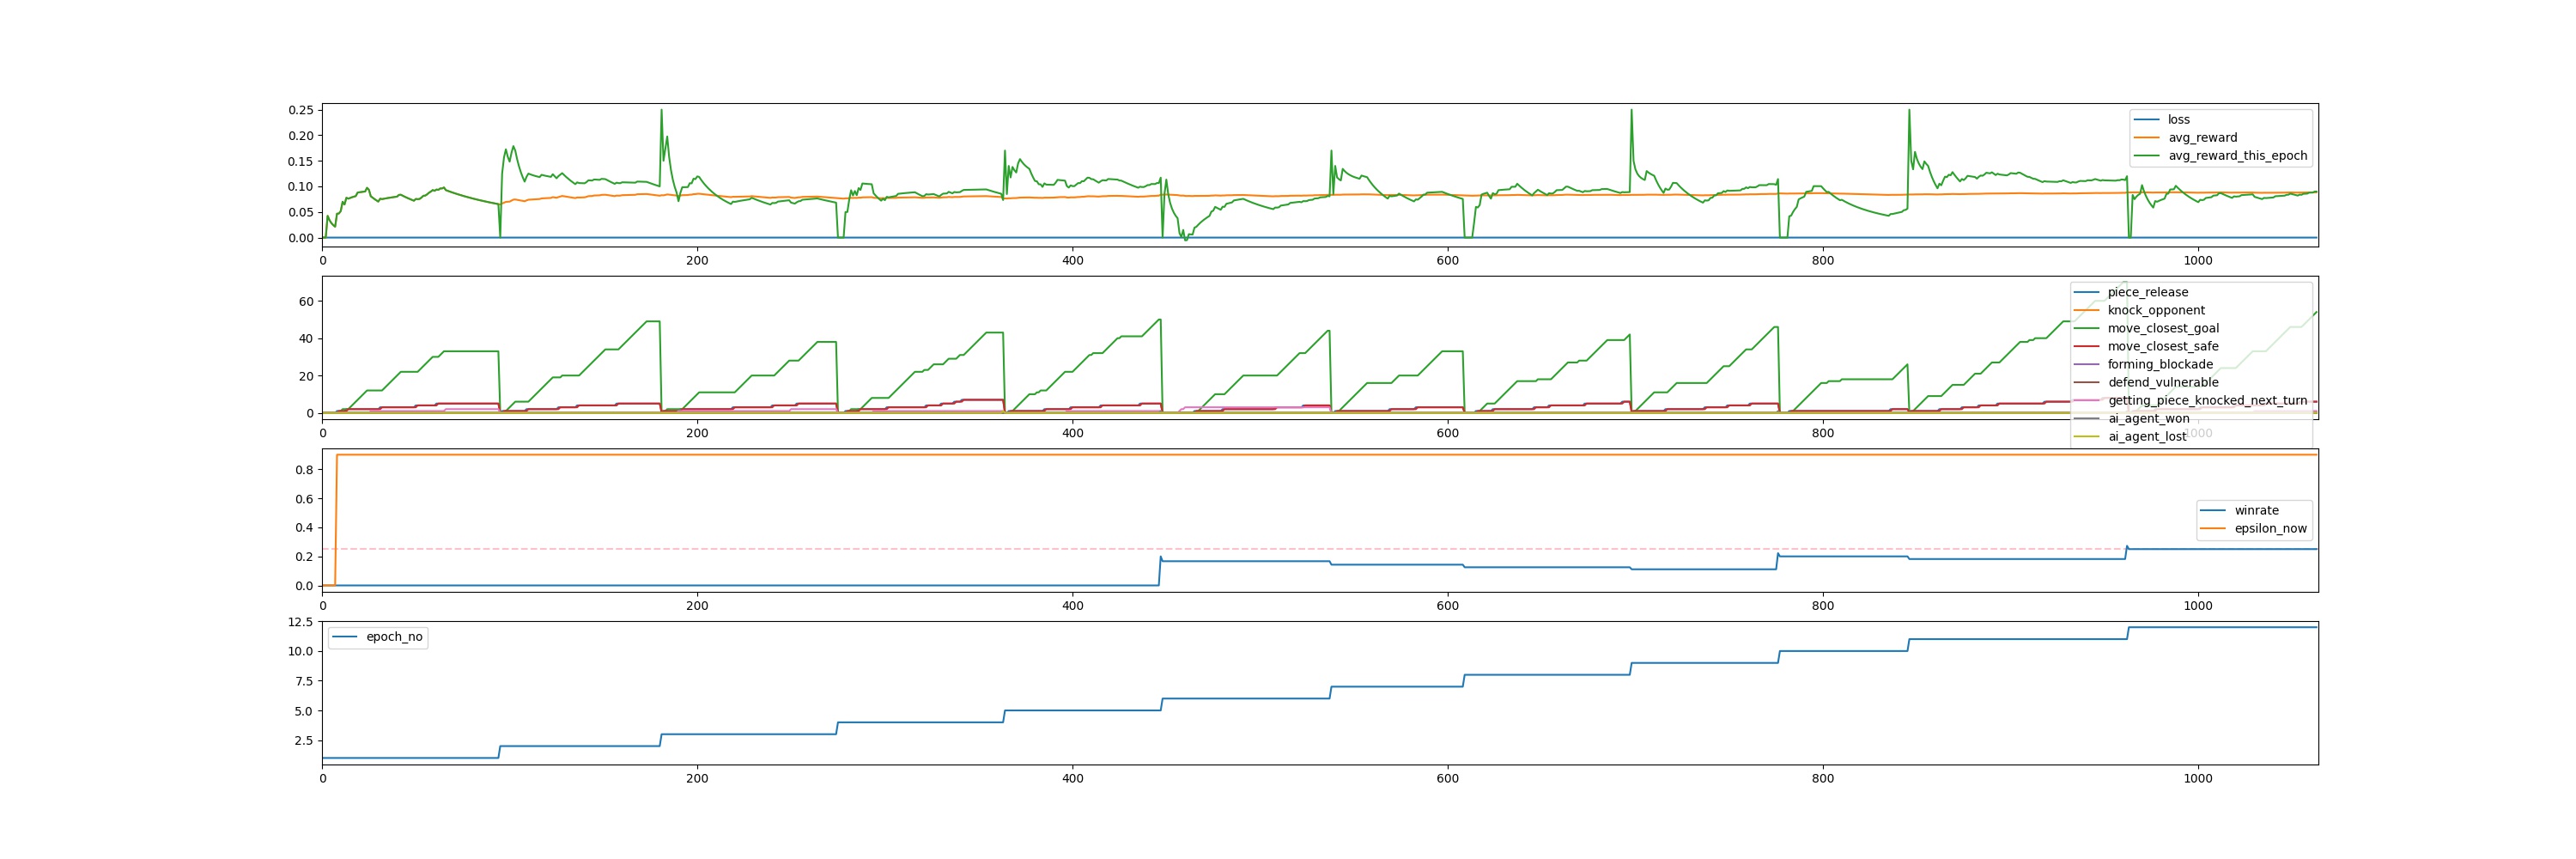 0.25
0.20
0.15
0.10
0.05
0.00
loss
avg_reward
avg_reward_this_epoch
0 200 400 600 800 1000
60
40
20
0
piece_release
knock_opponent
move_closest_goal
move_closest_safe
forming_blockade
defend_vulnerable
getting_piece_knocked_next_turn
ai_agent_won
ai_agent_lost
0 200 400 600 800 1000
0.8
0.6
0.4
0.2
0.0
winrate
epsilon_now
0 200 400 600 800 1000
12.5
10.0
7.5
5.0
2.5
epoch_no
0 200 400 600 800 1000